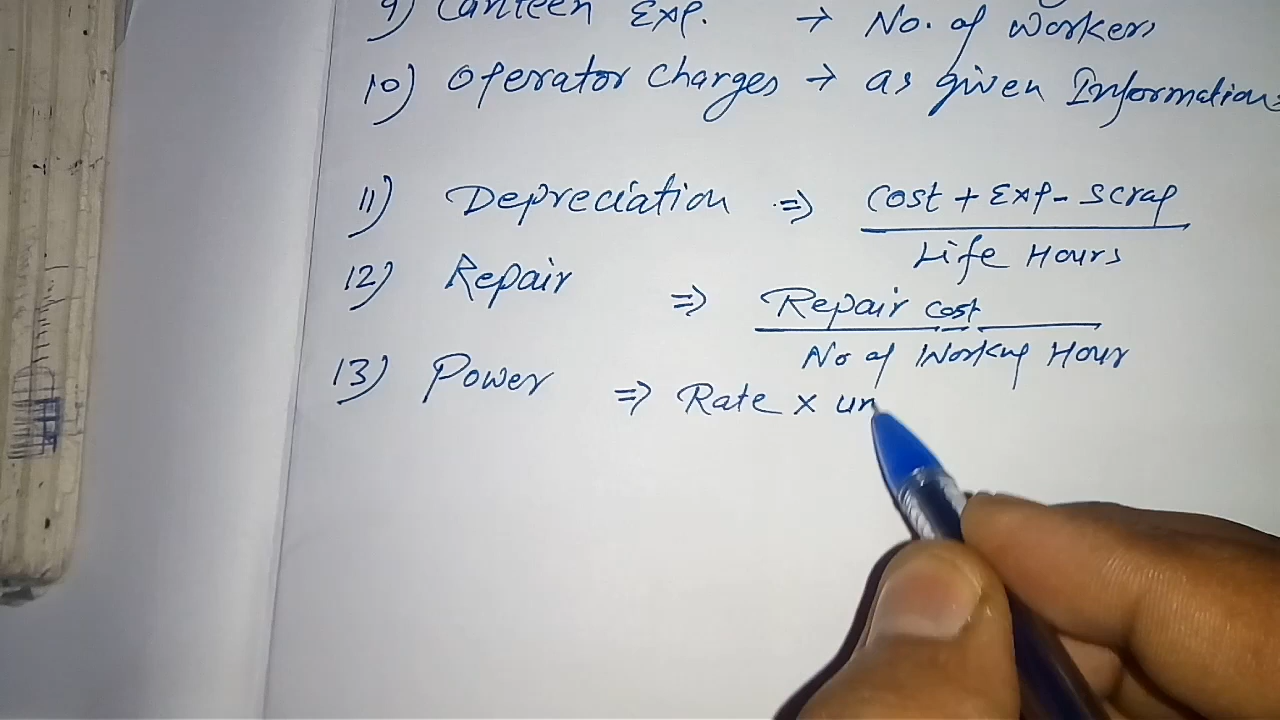 9) Canteen Exp. → No. of Workers
10) Operator Charges → as given Information
11) Depreciation ⇒ Cost + Exp - Scrap
Life Hours
12) Repair ⇒ Repair Cost
No of Working Hour
13) Power ⇒ Rate × un